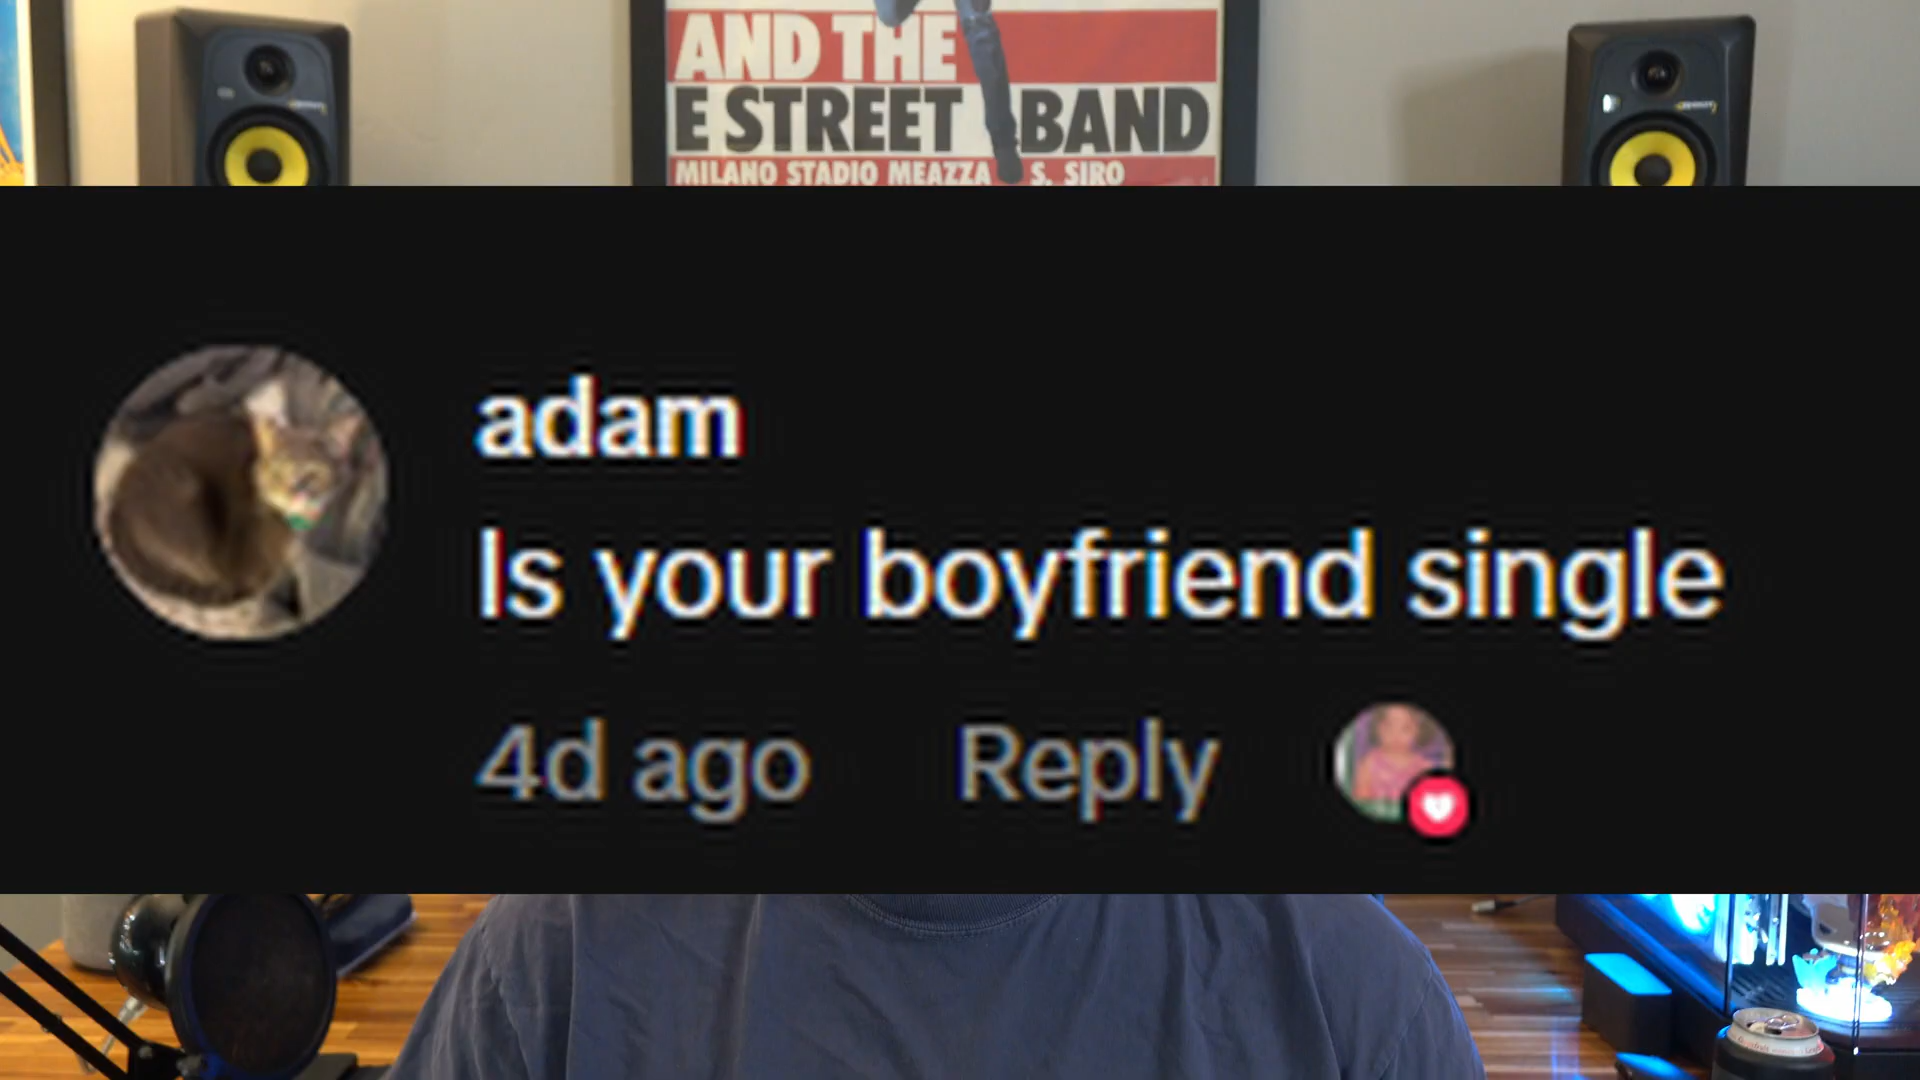 AND THE
E STREET BAND
MILANO STADIO MEAZZA S. SIRO
adam
Is your boyfriend single
4d ago Reply